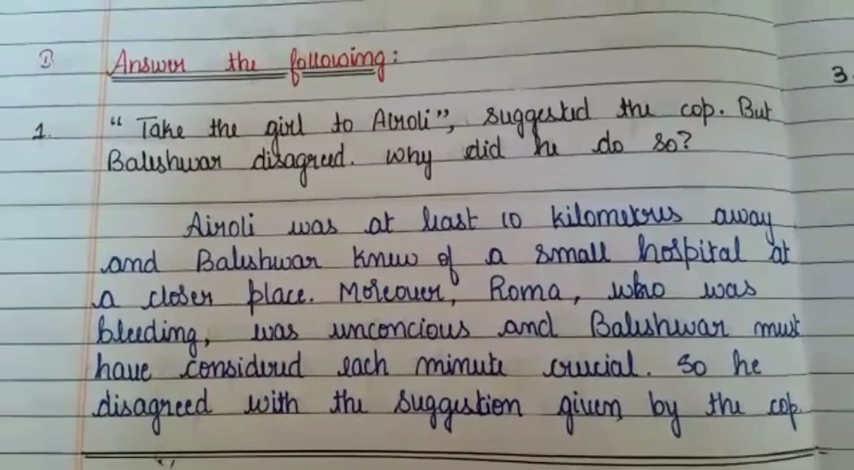 ① Answer the following:
3.
1. "Take the girl to Airoli", suggested the cop. But
Baleshwar disagreed. Why did he do so?
Airoli was at least 10 kilometres away
and Baleshwar knew of a small hospital at
a closer place. Moreover, Roma, who was
bleeding, was unconcious and Baleshwar must
have considered each minute crucial. So he
disagreed with the suggestion given by the cop.